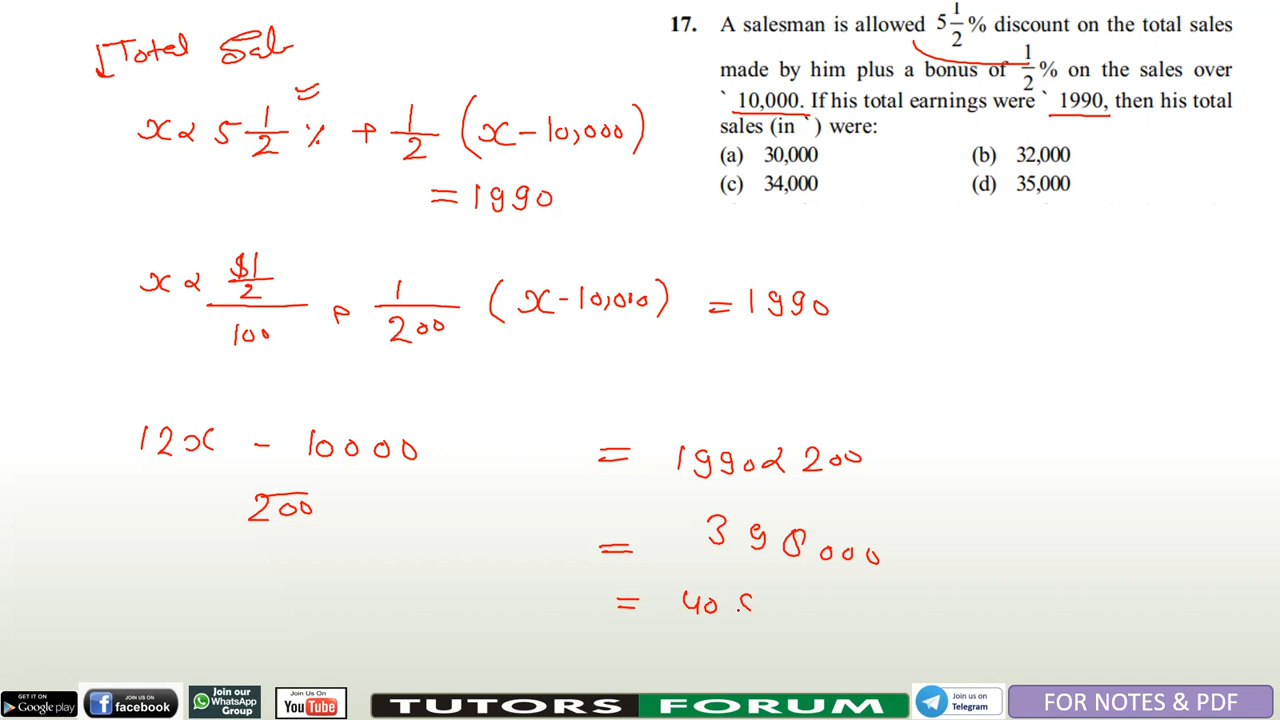 17. A salesman is allowed 5 1/2 % discount on the total sales
made by him plus a bonus of 1/2 % on the sales over
` 10,000. If his total earnings were ` 1990, then his total
sales (in `) were:
(a) 30,000 (b) 32,000
(c) 34,000 (d) 35,000
Total Sale
x × 5 1/2 % + 1/2 (x - 10,000)
= 1990
x × 11/2 / 100 + 1/200 (x - 10,000) = 1990
12x - 10000 = 1990 × 200
200
= 398000
= 408
GET IT ON
Google play
JOIN US ON
facebook
Join our
WhatsApp
Group
Join Us On
YouTube
TUTORS FORUM
Join us on
Telegram
FOR NOTES & PDF